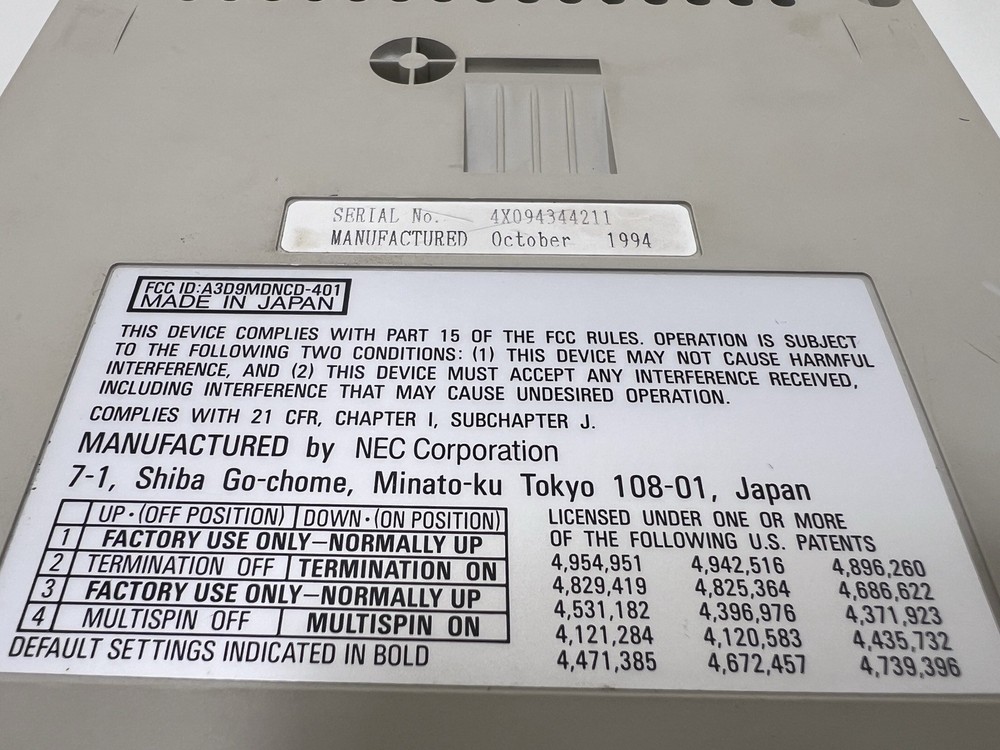 SERIAL No. 4X094344211
MANUFACTURED October 1994
FCC ID:A3D9MDNCD-401
MADE IN JAPAN
THIS DEVICE COMPLIES WITH PART 15 OF THE FCC RULES. OPERATION IS SUBJECT
TO THE FOLLOWING TWO CONDITIONS: (1) THIS DEVICE MAY NOT CAUSE HARMFUL
INTERFERENCE, AND (2) THIS DEVICE MUST ACCEPT ANY INTERFERENCE RECEIVED,
INCLUDING INTERFERENCE THAT MAY CAUSE UNDESIRED OPERATION.
COMPLIES WITH 21 CFR, CHAPTER I, SUBCHAPTER J.
MANUFACTURED by NEC Corporation
7-1, Shiba Go-chome, Minato-ku Tokyo 108-01, Japan
UP·(OFF POSITION) DOWN·(ON POSITION)
1 FACTORY USE ONLY–NORMALLY UP
2 TERMINATION OFF TERMINATION ON
3 FACTORY USE ONLY–NORMALLY UP
4 MULTISPIN OFF MULTISPIN ON
DEFAULT SETTINGS INDICATED IN BOLD
LICENSED UNDER ONE OR MORE
OF THE FOLLOWING U.S. PATENTS
4,954,951 4,942,516 4,896,260
4,829,419 4,825,364 4,686,622
4,531,182 4,396,976 4,371,923
4,121,284 4,120,583 4,435,732
4,471,385 4,672,457 4,739,396